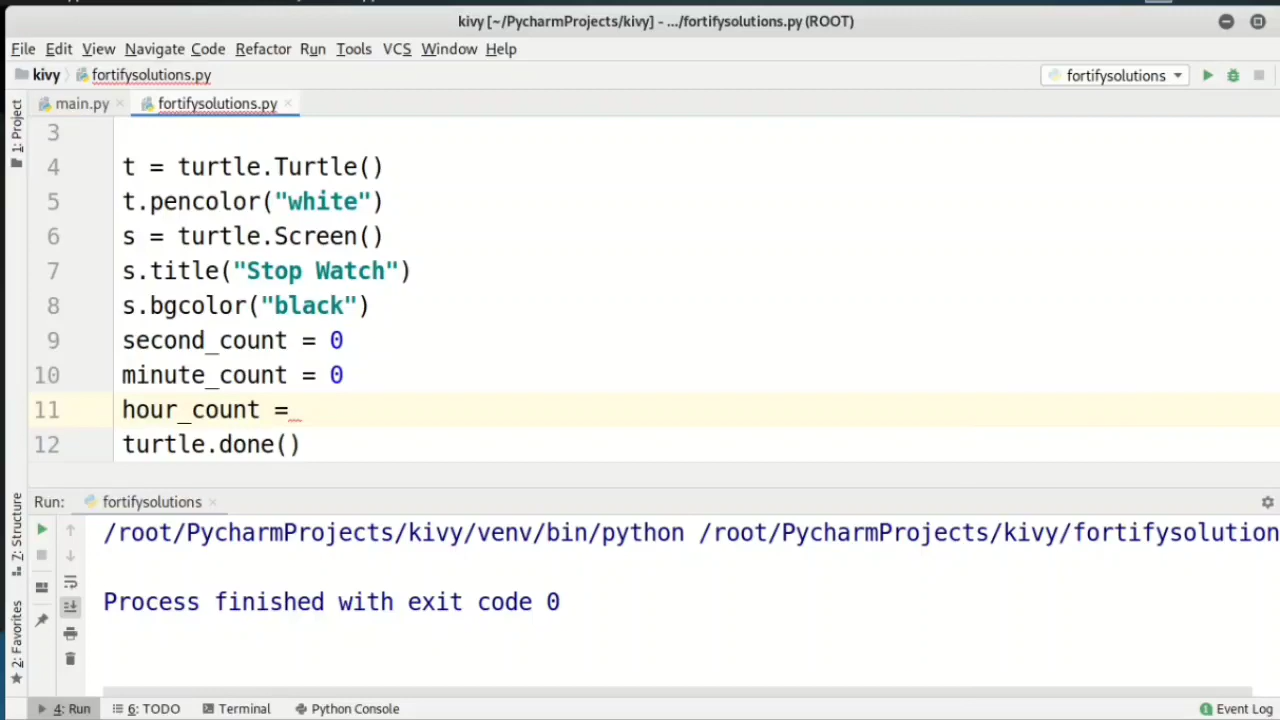 kivy [~/PycharmProjects/kivy] - .../fortifysolutions.py (ROOT)
File Edit View Navigate Code Refactor Run Tools VCS Window Help
kivy fortifysolutions.py fortifysolutions
main.py fortifysolutions.py
1: Project
3
4 t = turtle.Turtle()
5 t.pencolor("white")
6 s = turtle.Screen()
7 s.title("Stop Watch")
8 s.bgcolor("black")
9 second_count = 0
10 minute_count = 0
11 hour_count =
12 turtle.done()
Run: fortifysolutions
7: Structure
2: Favorites
/root/PycharmProjects/kivy/venv/bin/python /root/PycharmProjects/kivy/fortifysolution
Process finished with exit code 0
4: Run 6: TODO Terminal Python Console Event Log